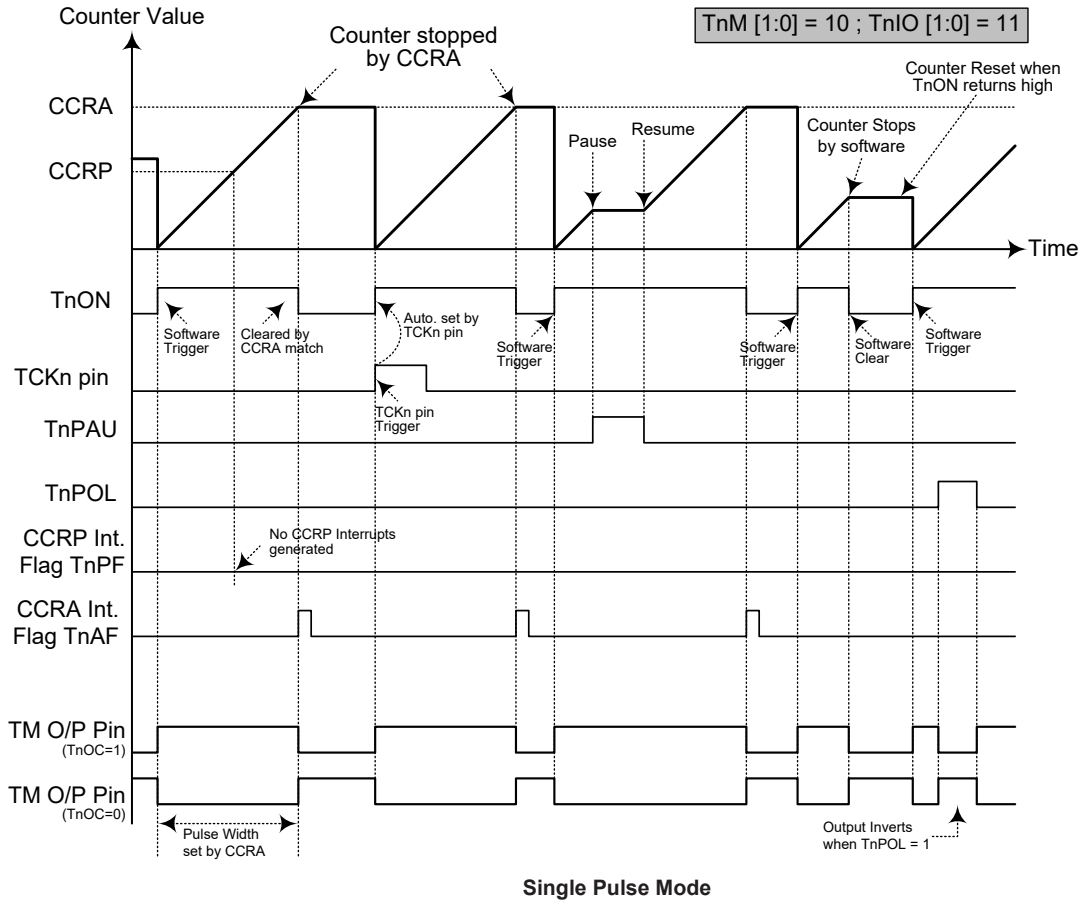 Counter Value
TnM [1:0] = 10 ; TnIO [1:0] = 11
Counter stopped
by CCRA
Counter Reset when
TnON returns high
CCRA
Counter Stops
by software
Pause
Resume
CCRP
Time
TnON
Software
Trigger
Cleared by
CCRA match
Auto. set by
TCKn pin
Software
Trigger
Software
Trigger
Software
Clear
Software
Trigger
TCKn pin
TCKn pin
Trigger
TnPAU
TnPOL
No CCRP Interrupts
generated
CCRP Int.
Flag TnPF
CCRA Int.
Flag TnAF
TM O/P Pin
(TnOC=1)
TM O/P Pin
(TnOC=0)
Pulse Width
set by CCRA
Output Inverts
when TnPOL = 1
Single Pulse Mode